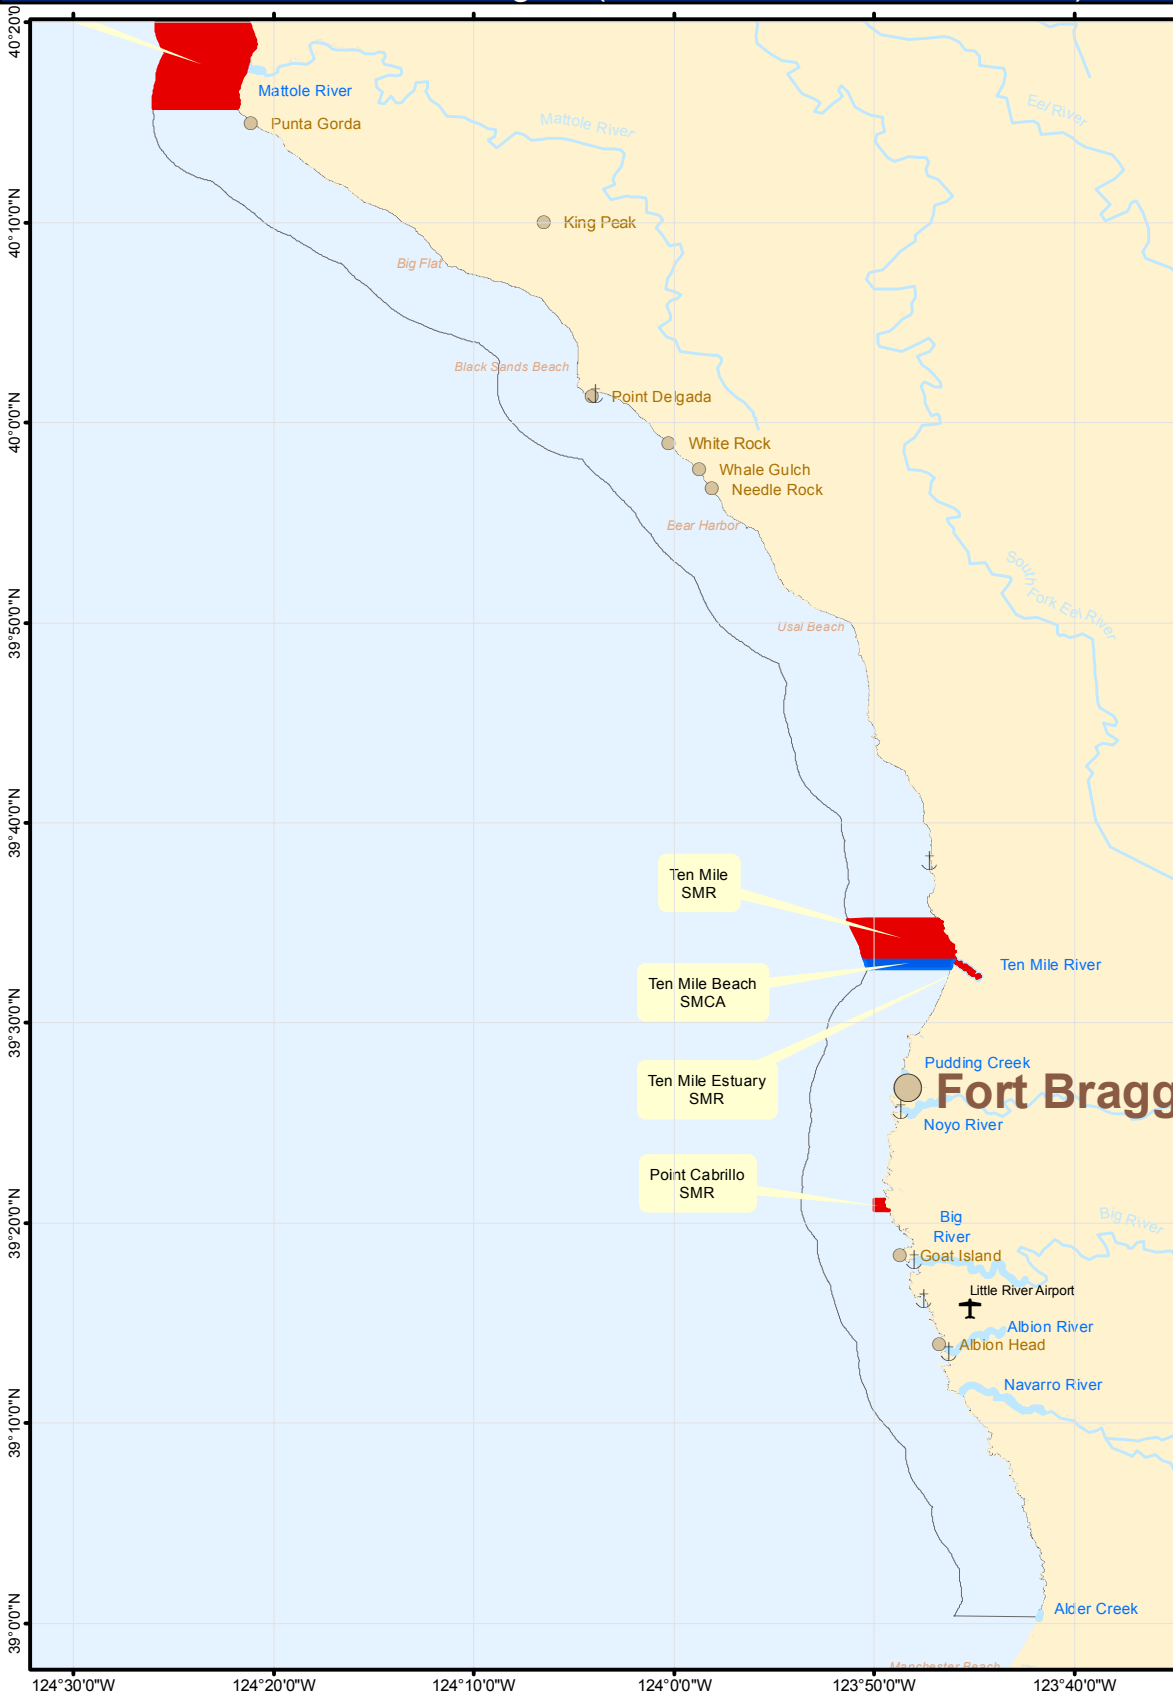 40°20'0
Mattole River
Punta Gorda
Mattole River
Eel River
40°10'0"N
King Peak
Big Flat
Black Sands Beach
Point Delgada
40°0'0"N
White Rock
Whale Gulch
Needle Rock
Bear Harbor
South
Fork Eel River
39°50'0"N
Usal Beach
39°40'0"N
Ten Mile
SMR
Ten Mile River
Ten Mile Beach
SMCA
39°30'0"N
Pudding Creek
Ten Mile Estuary
SMR
Fort Bragg
Noyo River
Point Cabrillo
SMR
39°20'0"N
Big
River
Big River
Goat Island
Little River Airport
Albion River
Albion Head
Navarro River
39°10'0"N
39°0'0"N
Alder Creek
Manchester Beach
124°30'0"W 124°20'0"W 124°10'0"W 124°0'0"W 123°50'0"W 123°40'0"W